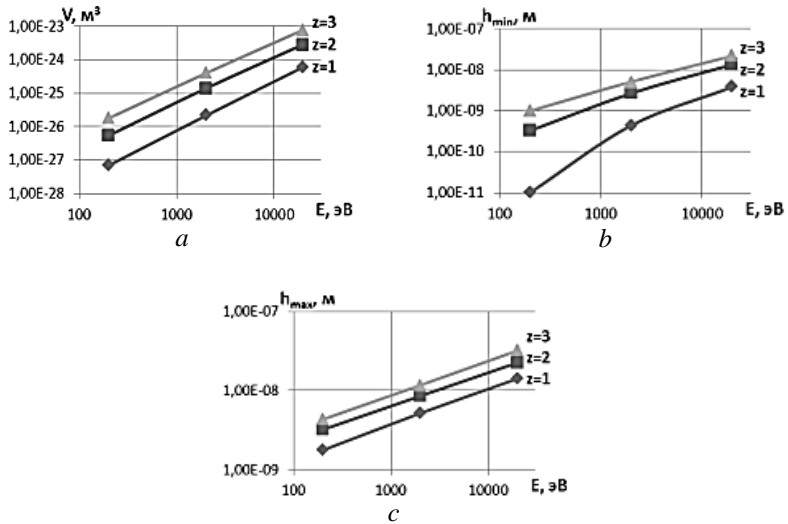 V, м³
1,00E-23
1,00E-24
1,00E-25
1,00E-26
1,00E-27
1,00E-28
z=3
z=2
z=1
100 1000 10000 E, эВ
a
h_min, м
1,00E-07
1,00E-08
1,00E-09
1,00E-10
1,00E-11
z=3
z=2
z=1
100 1000 10000 E, эВ
b
h_max, м
1,00E-07
1,00E-08
1,00E-09
z=3
z=2
z=1
100 1000 10000 E, эВ
c